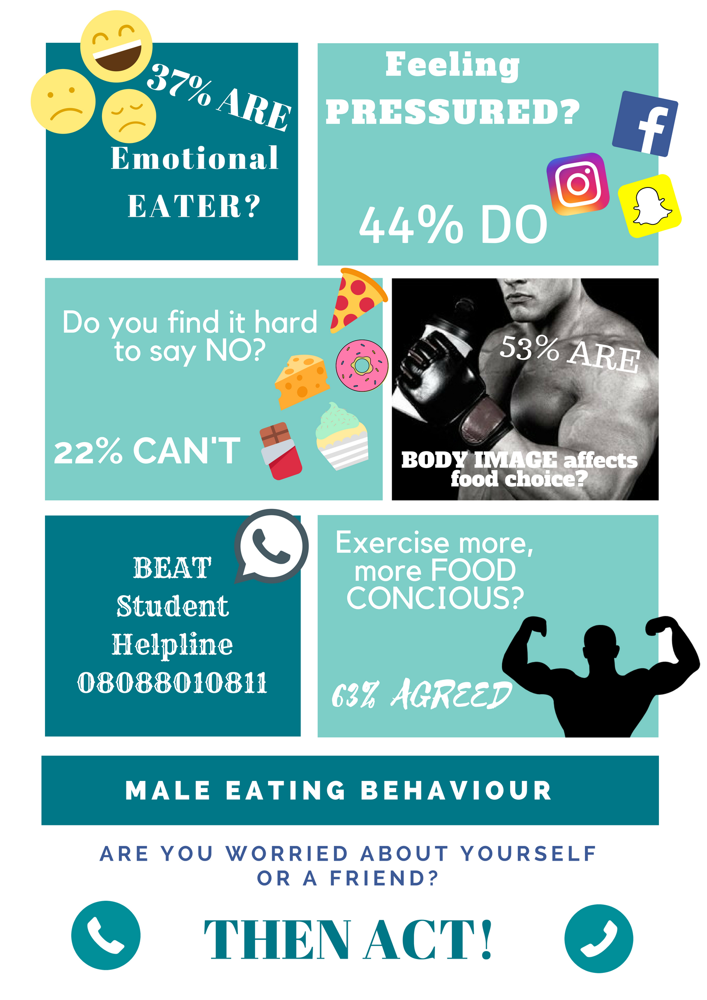 37% ARE
Emotional
EATER?
Feeling
PRESSURED?
44% DO
Do you find it hard
to say NO?
22% CAN'T
53% ARE
BODY IMAGE affects
food choice?
BEAT
Student
Helpline
08088010811
Exercise more,
more FOOD
CONCIOUS?
63% AGREED
MALE EATING BEHAVIOUR
ARE YOU WORRIED ABOUT YOURSELF
OR A FRIEND?
THEN ACT!